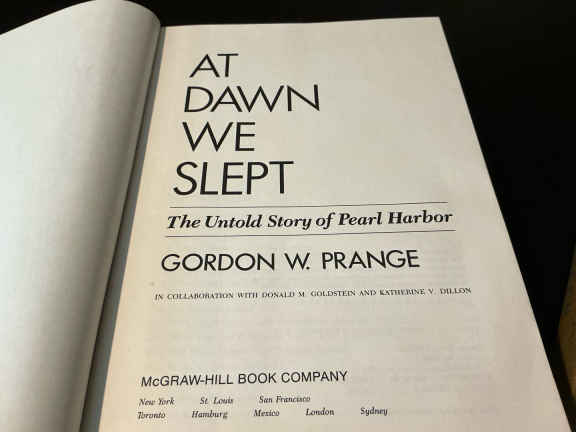 AT
DAWN
WE
SLEPT
The Untold Story of Pearl Harbor
GORDON W. PRANGE
IN COLLABORATION WITH DONALD M. GOLDSTEIN AND KATHERINE V. DILLON
McGRAW-HILL BOOK COMPANY
New York St. Louis San Francisco
Toronto Hamburg Mexico London Sydney